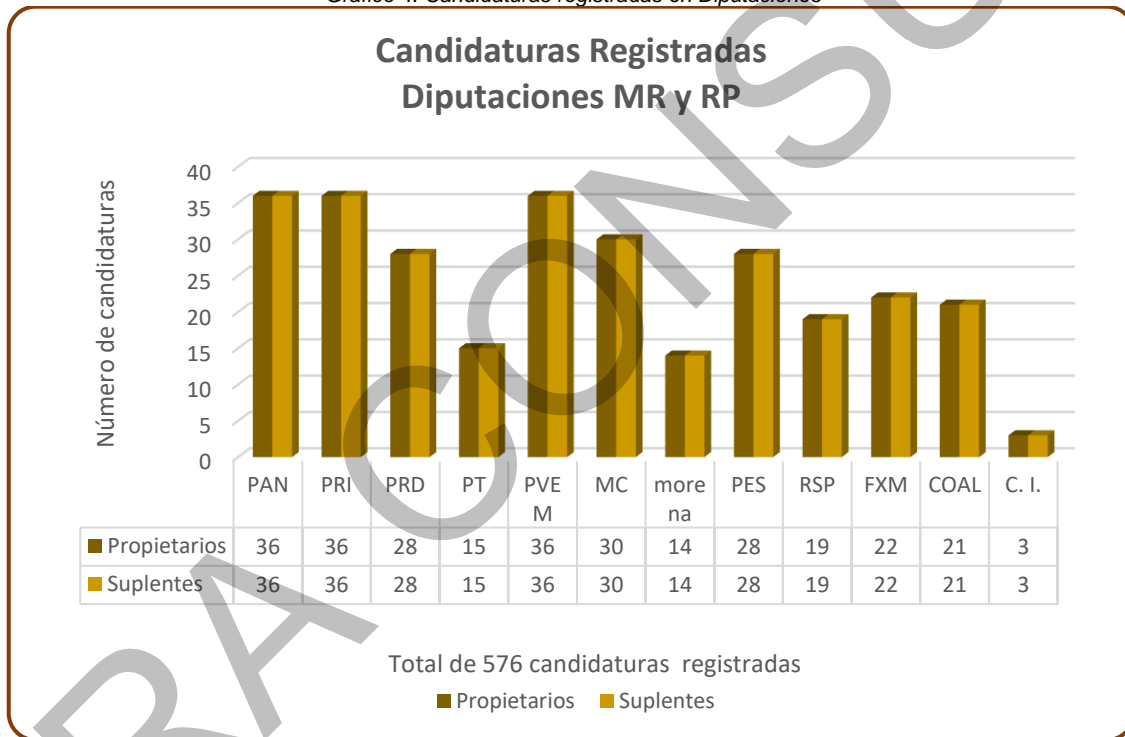 Candidaturas Registradas
Diputaciones MR y RP
Número de candidaturas
40
35
30
25
20
15
10
5
0
PAN PRI PRD PT PVE M MC more na PES RSP FXM COAL C. I.
Propietarios 36 36 28 15 36 30 14 28 19 22 21 3
Suplentes 36 36 28 15 36 30 14 28 19 22 21 3
Total de 576 candidaturas registradas
Propietarios Suplentes
RA CONSU